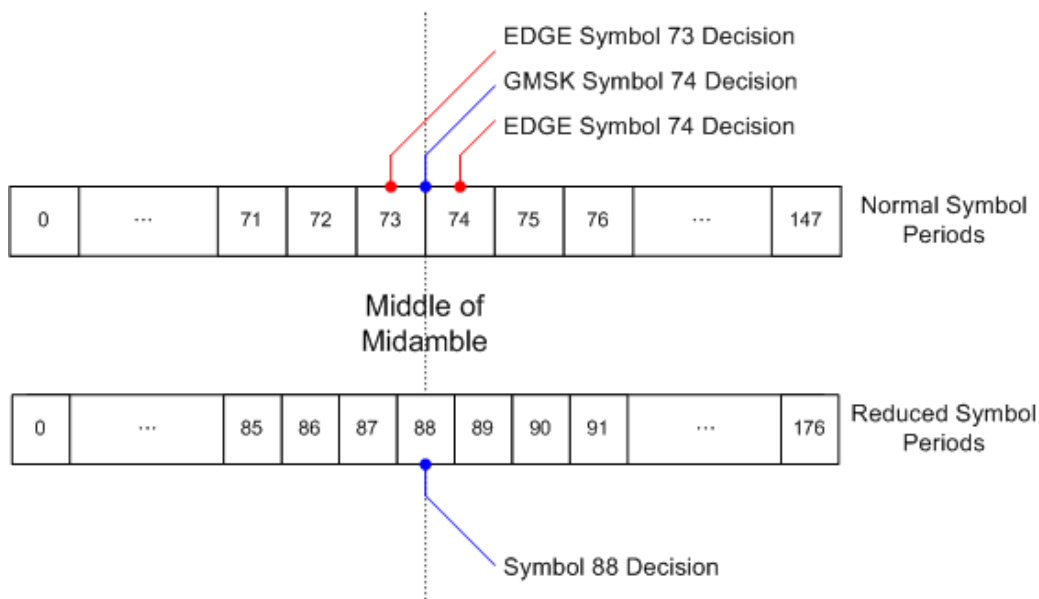 EDGE Symbol 73 Decision
GMSK Symbol 74 Decision
EDGE Symbol 74 Decision
0 ... 71 72 73 74 75 76 ... 147
Normal Symbol
Periods
Middle of
Midamble
0 ... 85 86 87 88 89 90 91 ... 176
Reduced Symbol
Periods
Symbol 88 Decision